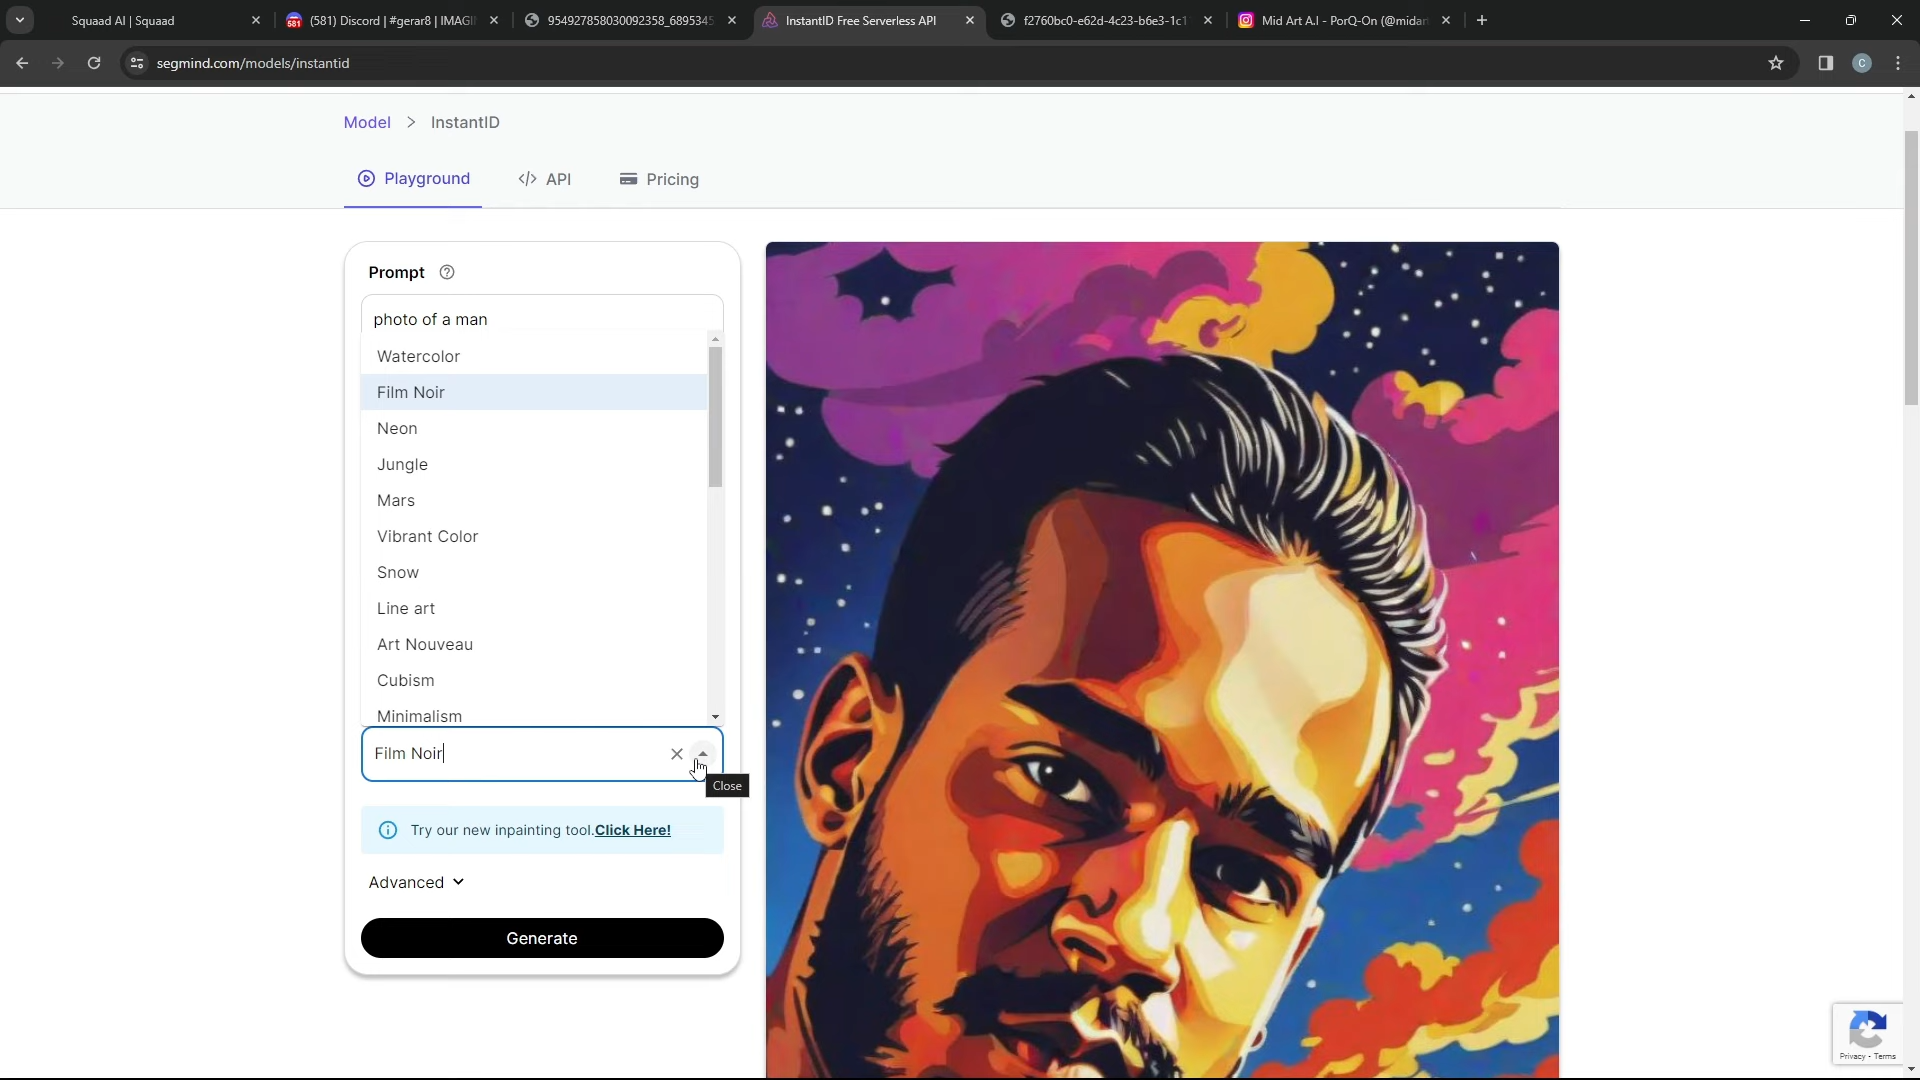 Squaad AI | Squaad
(581) Discord | #gerar8 | IMAGI
954927858030092358_6895345
InstantID Free Serverless API
f2760bc0-e62d-4c23-b6e3-1c1
Mid Art A.I - PorQ-On (@midar
segmind.com/models/instantid
C
Model > InstantID
Playground
</> API
Pricing
Prompt
photo of a man
Watercolor
Film Noir
Neon
Jungle
Mars
Vibrant Color
Snow
Line art
Art Nouveau
Cubism
Minimalism
Film Noir
Close
Try our new inpainting tool.Click Here!
Advanced
Generate
Privacy - Terms